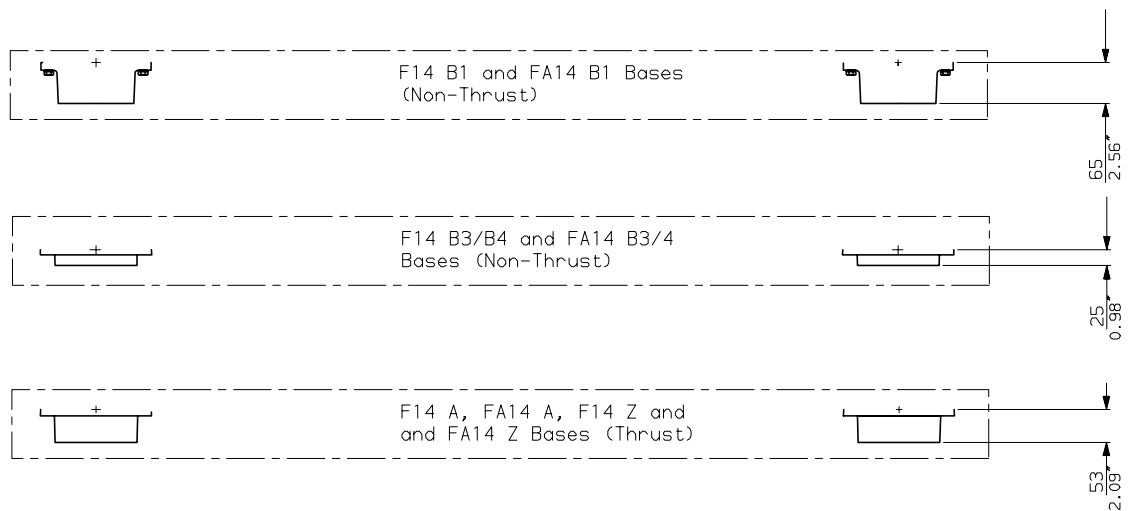 F14 B1 and FA14 B1 Bases
(Non-Thrust)
65
2.56"
F14 B3/B4 and FA14 B3/4
Bases (Non-Thrust)
25
0.98"
F14 A, FA14 A, F14 Z and
and FA14 Z Bases (Thrust)
53
2.09"